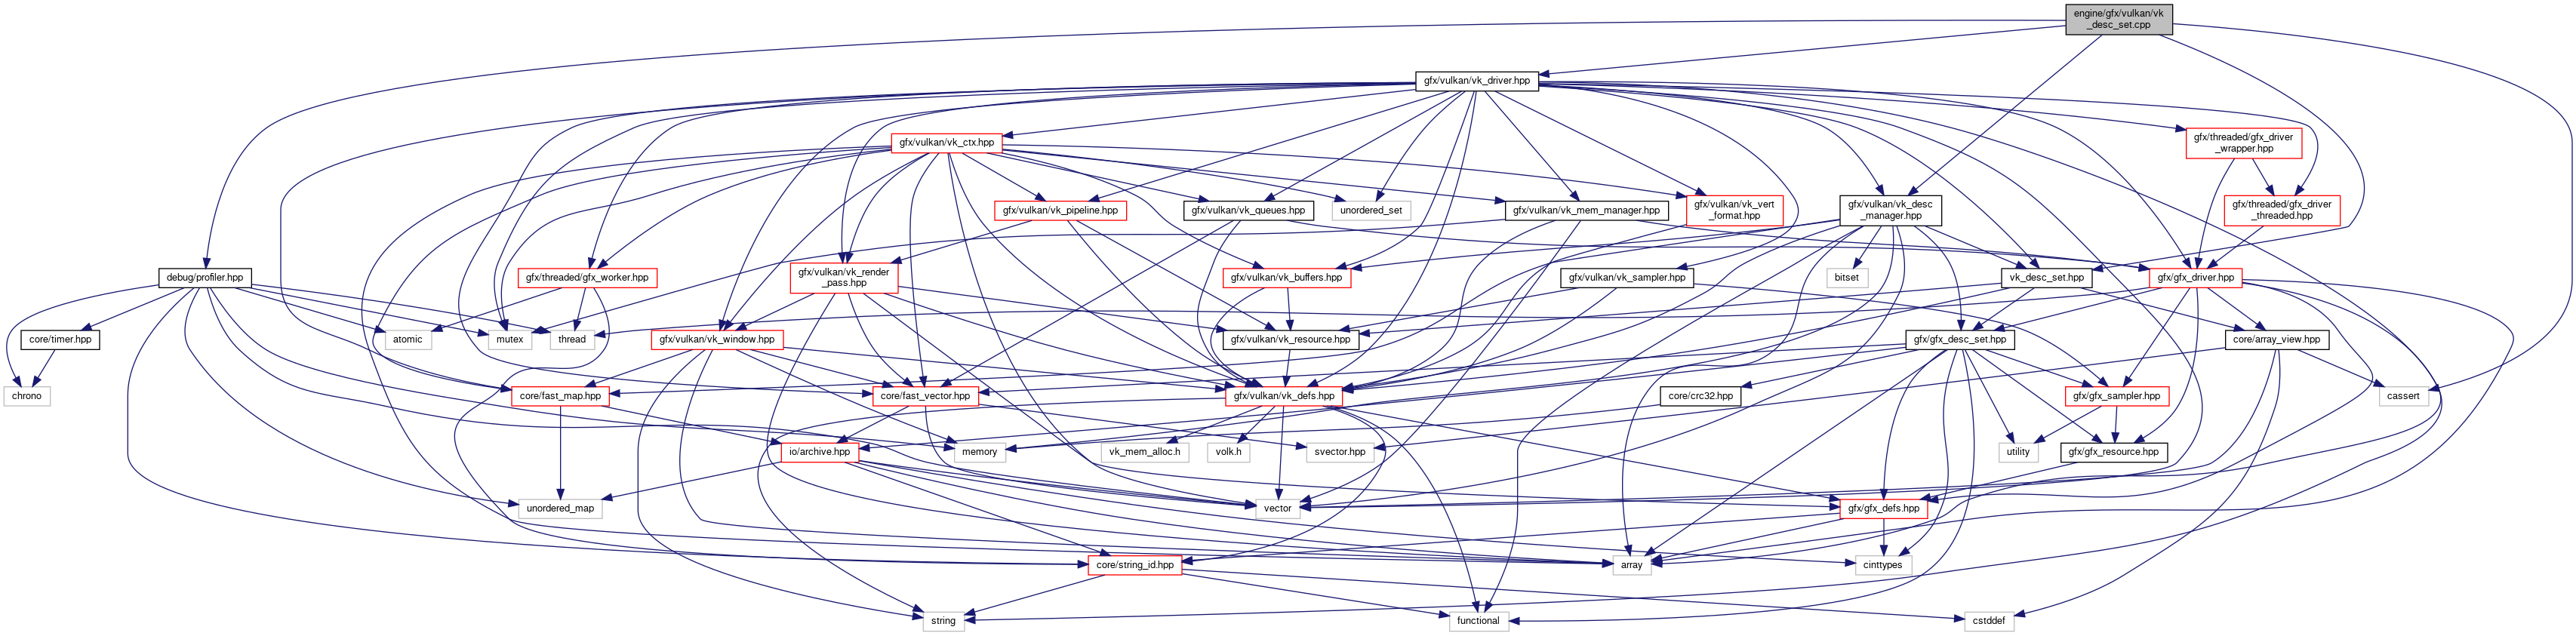 engine/gfx/vulkan/vk
_desc_set.cpp
gfx/vulkan/vk_driver.hpp
gfx/vulkan/vk_ctx.hpp
gfx/threaded/gfx_driver
_wrapper.hpp
gfx/vulkan/vk_pipeline.hpp
gfx/vulkan/vk_queues.hpp
unordered_set
gfx/vulkan/vk_mem_manager.hpp
gfx/vulkan/vk_vert
_format.hpp
gfx/vulkan/vk_desc
_manager.hpp
gfx/threaded/gfx_driver
_threaded.hpp
debug/profiler.hpp
gfx/threaded/gfx_worker.hpp
gfx/vulkan/vk_render
_pass.hpp
gfx/vulkan/vk_buffers.hpp
gfx/vulkan/vk_sampler.hpp
bitset
vk_desc_set.hpp
gfx/gfx_driver.hpp
core/timer.hpp
atomic
mutex
thread
gfx/vulkan/vk_window.hpp
gfx/vulkan/vk_resource.hpp
gfx/gfx_desc_set.hpp
core/array_view.hpp
chrono
core/fast_map.hpp
core/fast_vector.hpp
gfx/vulkan/vk_defs.hpp
core/crc32.hpp
gfx/gfx_sampler.hpp
cassert
io/archive.hpp
memory
vk_mem_alloc.h
volk.h
svector.hpp
utility
gfx/gfx_resource.hpp
unordered_map
vector
gfx/gfx_defs.hpp
core/string_id.hpp
array
cinttypes
string
functional
cstddef